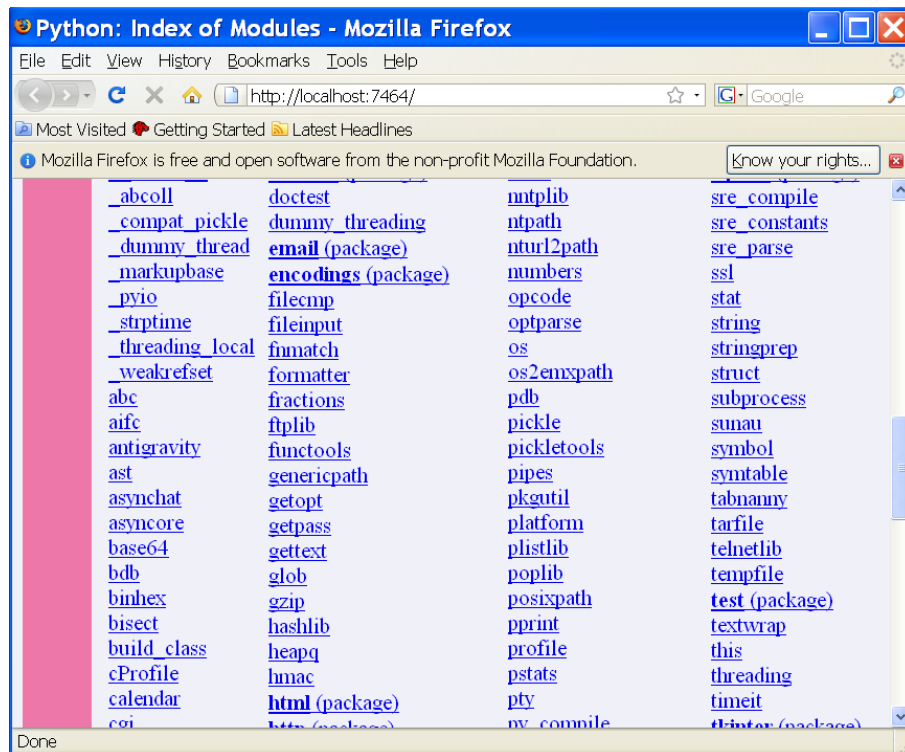 Python: Index of Modules - Mozilla Firefox
File Edit View History Bookmarks Tools Help
http://localhost:7464/ G Google
Most Visited Getting Started Latest Headlines
Mozilla Firefox is free and open software from the non-profit Mozilla Foundation. Know your rights...
_abcoll doctest nntplib sre_compile
_compat_pickle dummy_threading ntpath sre_constants
_dummy_thread email (package) nturl2path sre_parse
_markupbase encodings (package) numbers ssl
_pyio filecmp opcode stat
_strptime fileinput optparse string
_threading_local fnmatch os stringprep
_weakrefset formatter os2emxpath struct
abc fractions pdb subprocess
aifc ftplib pickle sunau
antigravity functools pickletools symbol
ast genericpath pipes symtable
asynchat getopt pkgutil tabnanny
asyncore getpass platform tarfile
base64 gettext plistlib telnetlib
bdb glob poplib tempfile
binhex gzip posixpath test (package)
bisect hashlib pprint textwrap
build_class heapq profile this
cProfile hmac pstats threading
calendar html (package) pty timeit
cgi http (package) py_compile tkinter (package)
Done